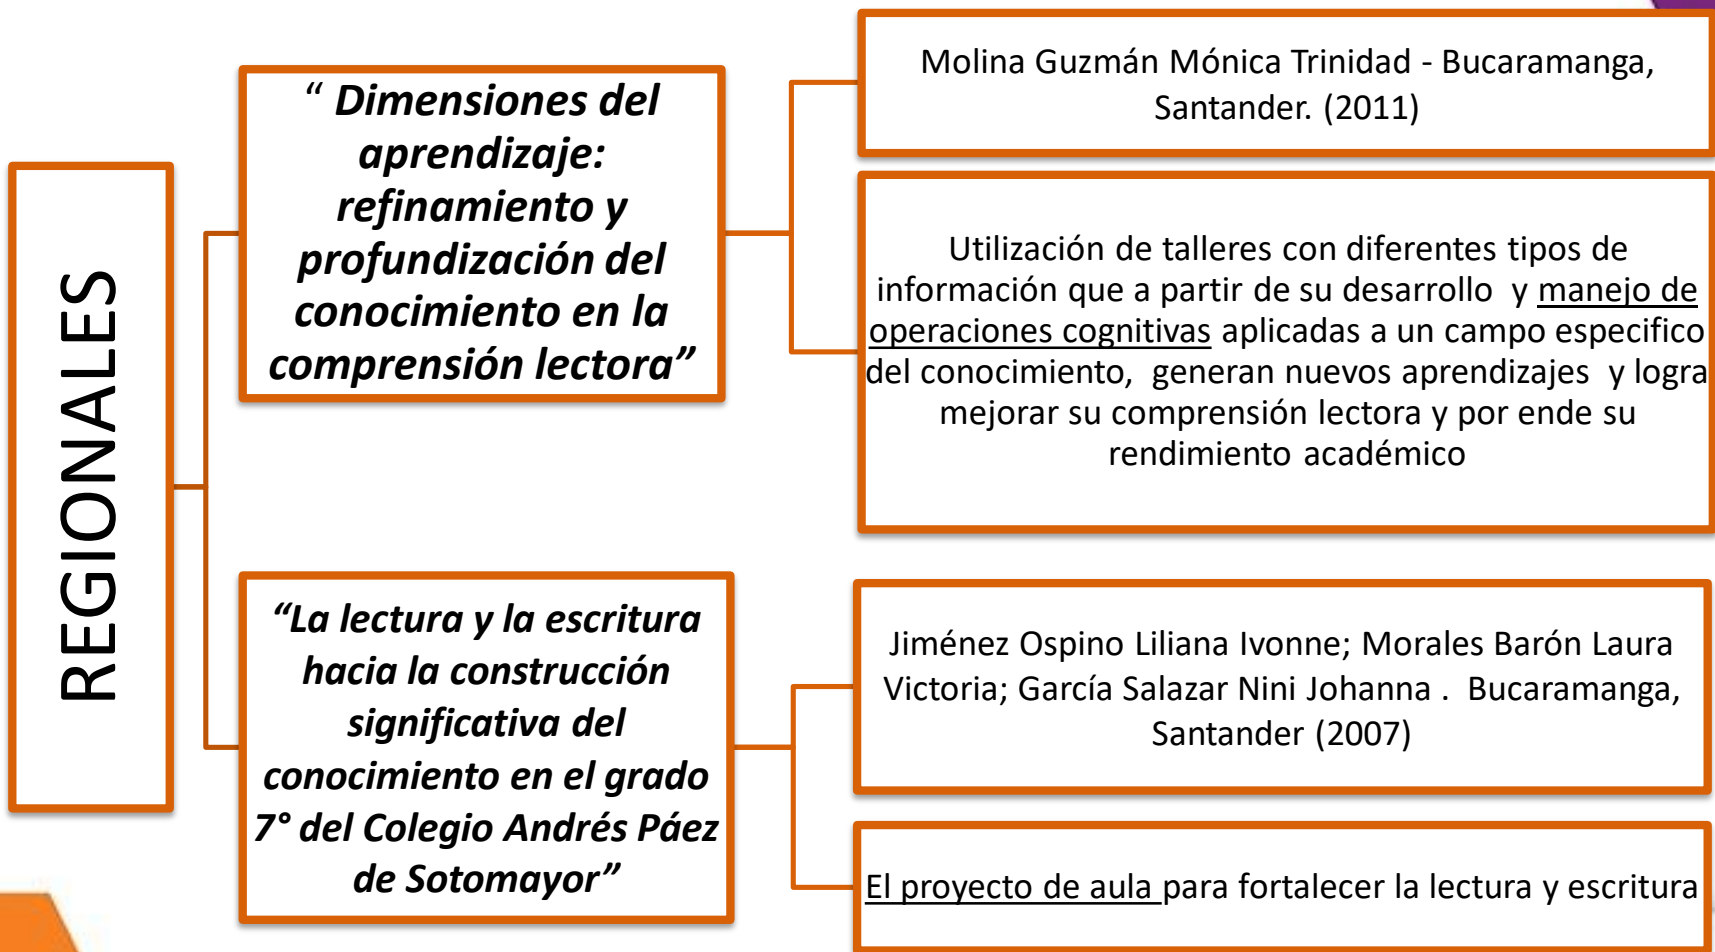 REGIONALES
“ Dimensiones del
aprendizaje:
refinamiento y
profundización del
conocimiento en la
comprensión lectora”
Molina Guzmán Mónica Trinidad - Bucaramanga,
Santander. (2011)
Utilización de talleres con diferentes tipos de
información que a partir de su desarrollo y manejo de
operaciones cognitivas aplicadas a un campo especifico
del conocimiento, generan nuevos aprendizajes y logra
mejorar su comprensión lectora y por ende su
rendimiento académico
“La lectura y la escritura
hacia la construcción
significativa del
conocimiento en el grado
7° del Colegio Andrés Páez
de Sotomayor”
Jiménez Ospino Liliana Ivonne; Morales Barón Laura
Victoria; García Salazar Nini Johanna . Bucaramanga,
Santander (2007)
El proyecto de aula para fortalecer la lectura y escritura